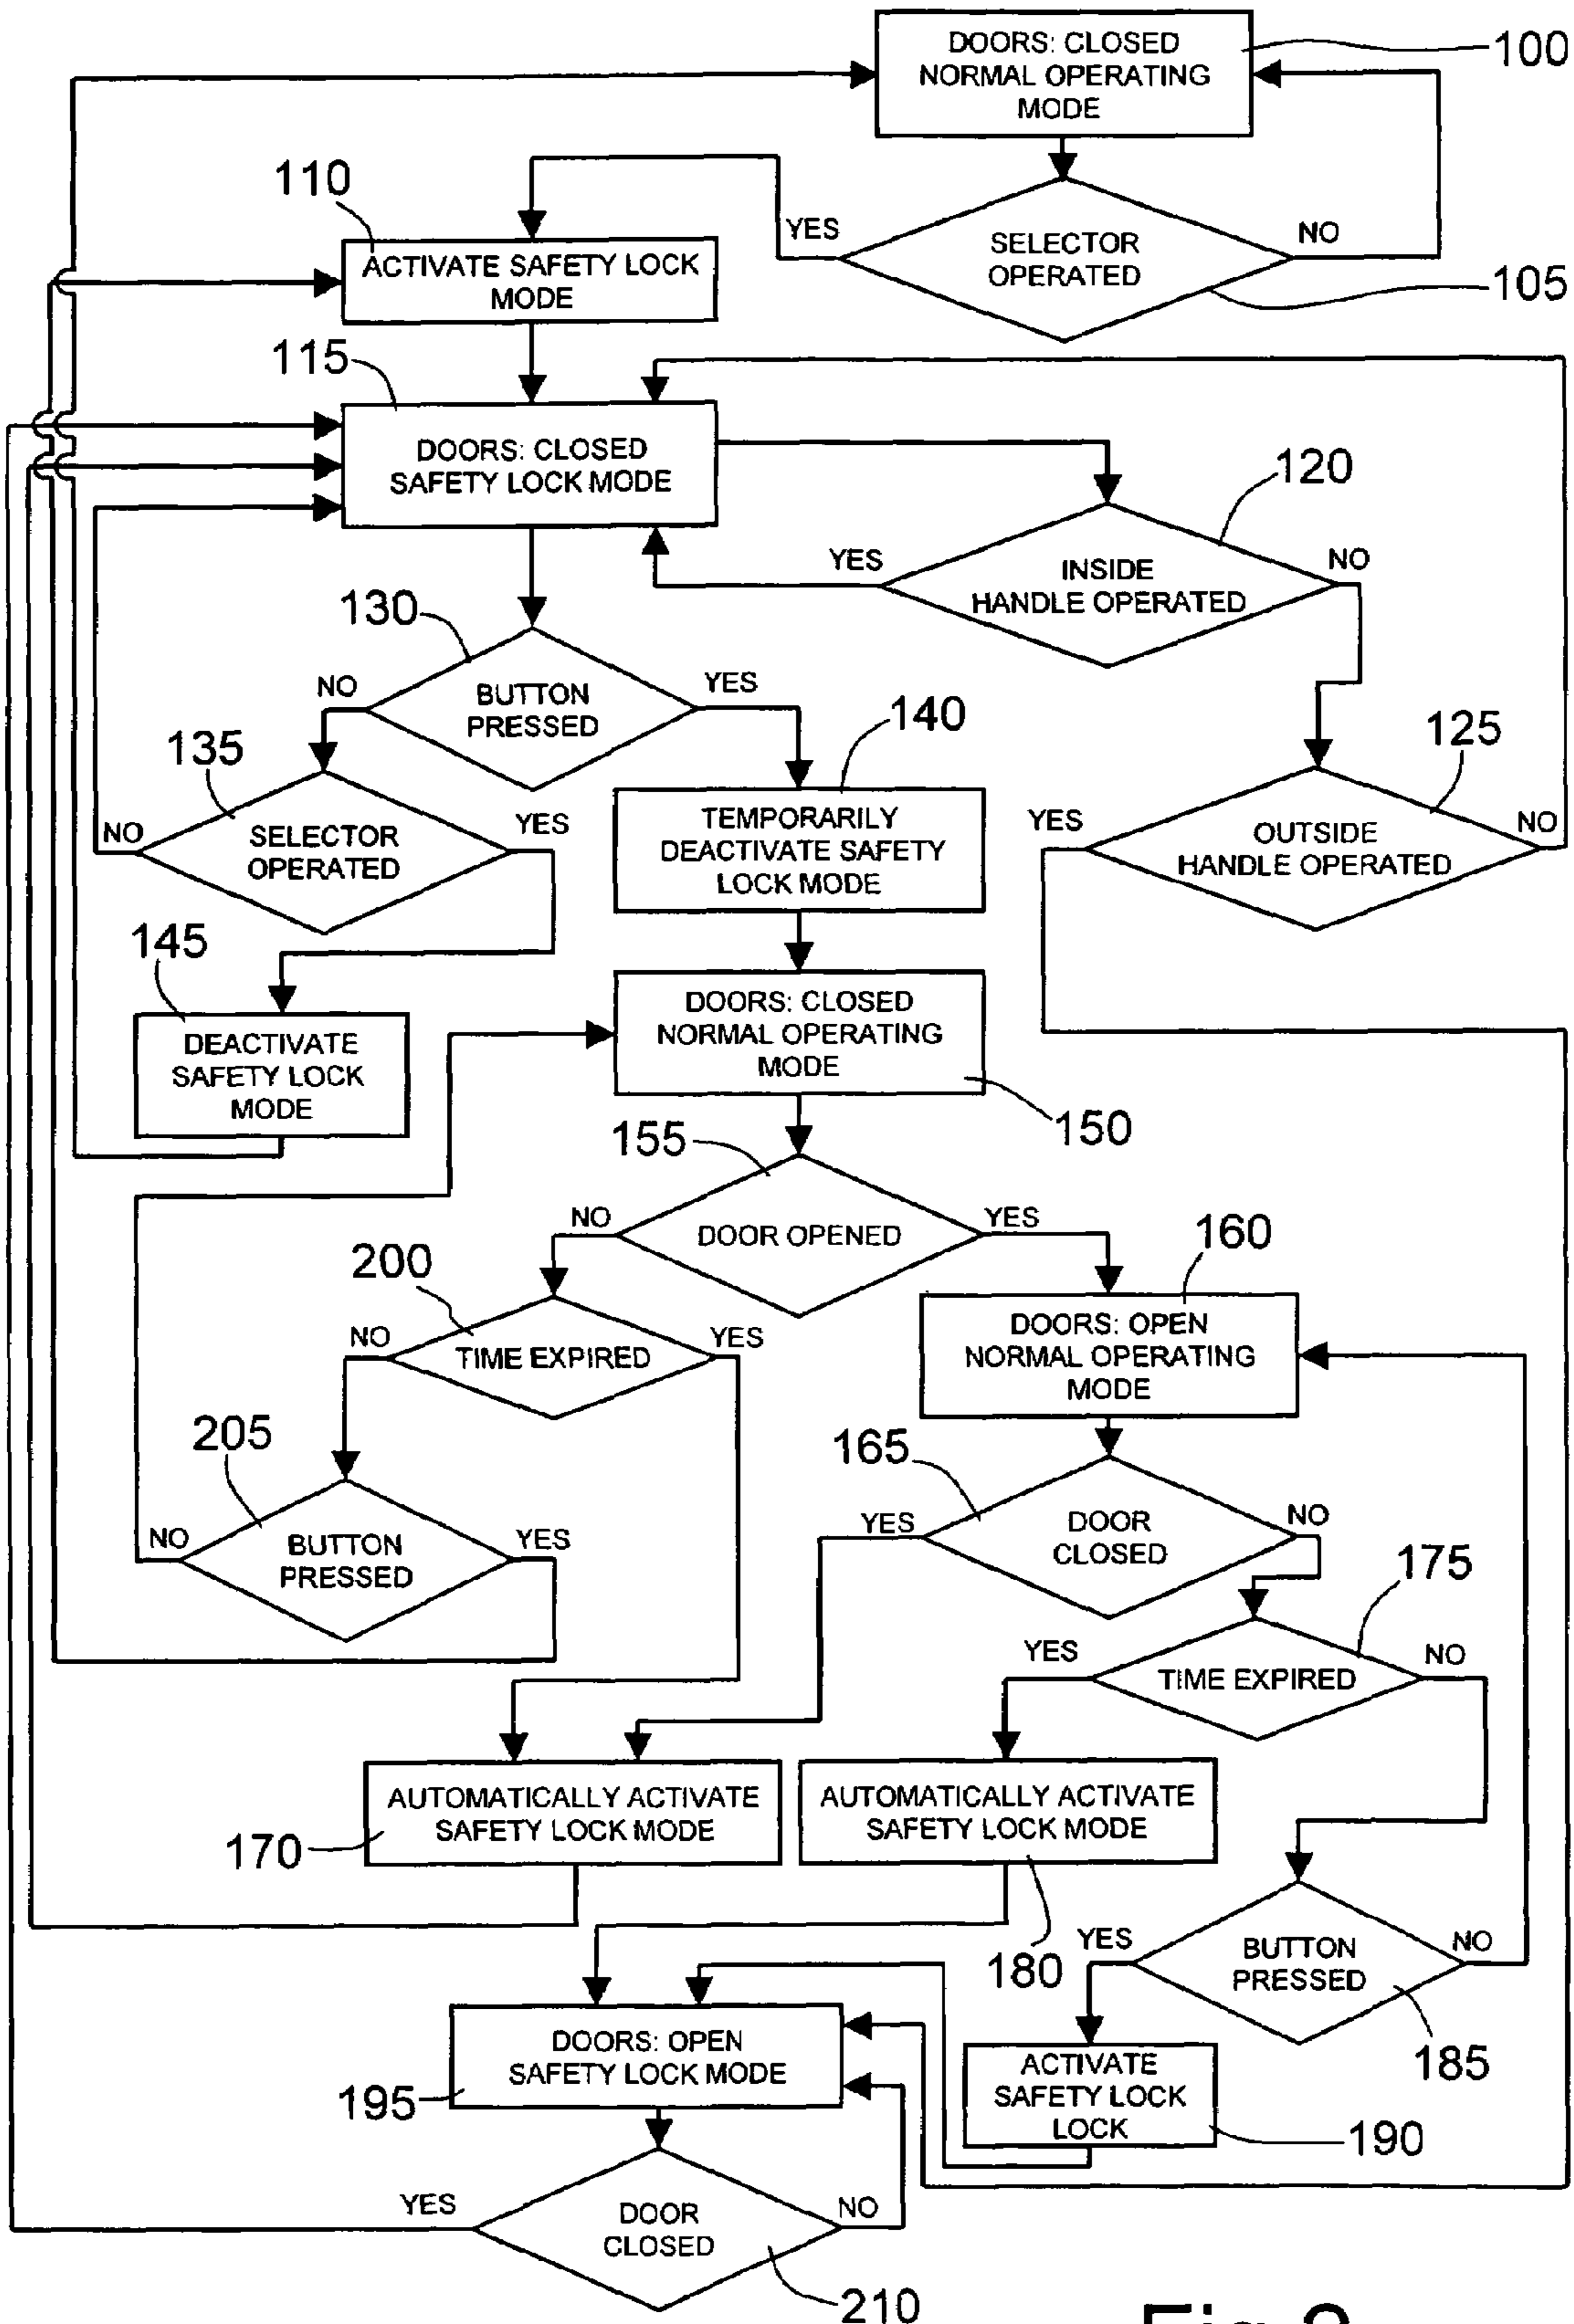 DOORS: CLOSED
NORMAL OPERATING
MODE
100
YES
SELECTOR
OPERATED
NO
105
110
ACTIVATE SAFETY LOCK
MODE
115
DOORS: CLOSED
SAFETY LOCK MODE
120
YES
INSIDE
HANDLE OPERATED
NO
130
NO
BUTTON
PRESSED
YES
135
NO
SELECTOR
OPERATED
YES
140
TEMPORARILY
DEACTIVATE SAFETY
LOCK MODE
125
YES
OUTSIDE
HANDLE OPERATED
NO
145
DEACTIVATE
SAFETY LOCK
MODE
DOORS: CLOSED
NORMAL OPERATING
MODE
150
155
NO
DOOR OPENED
YES
160
DOORS: OPEN
NORMAL OPERATING
MODE
200
NO
TIME EXPIRED
YES
205
NO
BUTTON
PRESSED
YES
165
YES
DOOR
CLOSED
NO
175
YES
TIME EXPIRED
NO
AUTOMATICALLY ACTIVATE
SAFETY LOCK MODE
170
AUTOMATICALLY ACTIVATE
SAFETY LOCK MODE
180
YES
BUTTON
PRESSED
NO
185
DOORS: OPEN
SAFETY LOCK MODE
195
ACTIVATE
SAFETY LOCK
LOCK
190
YES
DOOR
CLOSED
NO
210